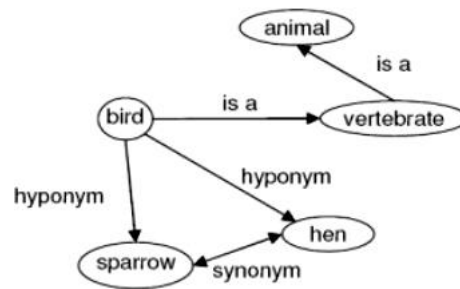 animal
is a
bird
is a
vertebrate
hyponym
hyponym
hen
sparrow
synonym